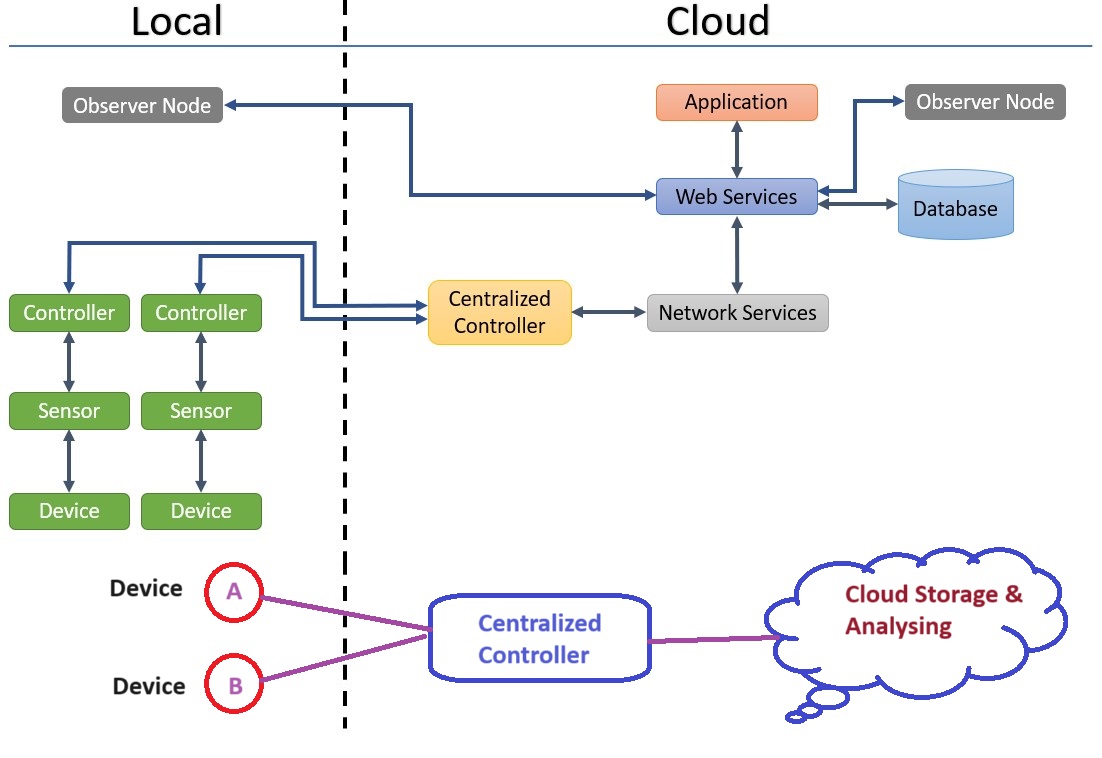 Local
Cloud
Observer Node
Application
Observer Node
Web Services
Database
Controller
Controller
Centralized
Controller
Network Services
Sensor
Sensor
Device
Device
Device
A
Centralized
Controller
Cloud Storage &
Analysing
Device
B